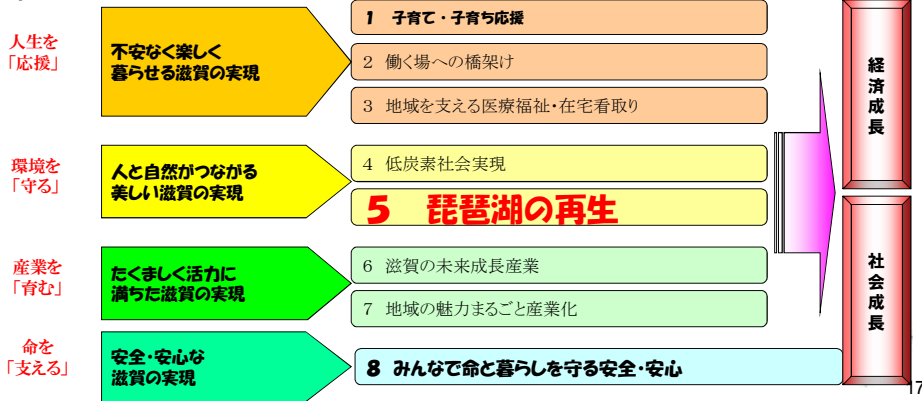 人生を
「応援」
不安なく楽しく
暮らせる滋賀の実現
1 子育て・子育ち応援
2 働く場への橋架け
3 地域を支える医療福祉・在宅看取り
環境を
「守る」
人と自然がつながる
美しい滋賀の実現
4 低炭素社会実現
5 琵琶湖の再生
産業を
「育む」
たくましく活力に
満ちた滋賀の実現
6 滋賀の未来成長産業
7 地域の魅力まるごと産業化
命を
「支える」
安全・安心な
滋賀の実現
8 みんなで命と暮らしを守る安全・安心
経済成長
社会成長
17